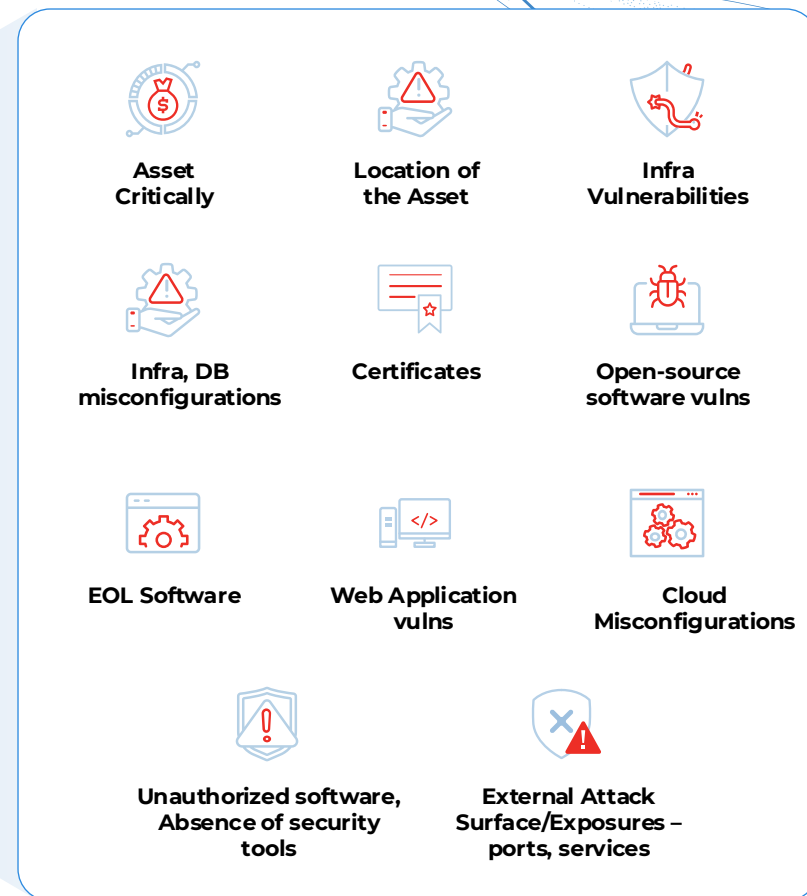 Asset
Critically
Location of
the Asset
Infra
Vulnerabilities
Infra, DB
misconfigurations
Certificates
Open-source
software vulns
EOL Software
</>
Web Application
vulns
Cloud
Misconfigurations
Unauthorized software,
Absence of security
tools
External Attack
Surface/Exposures –
ports, services